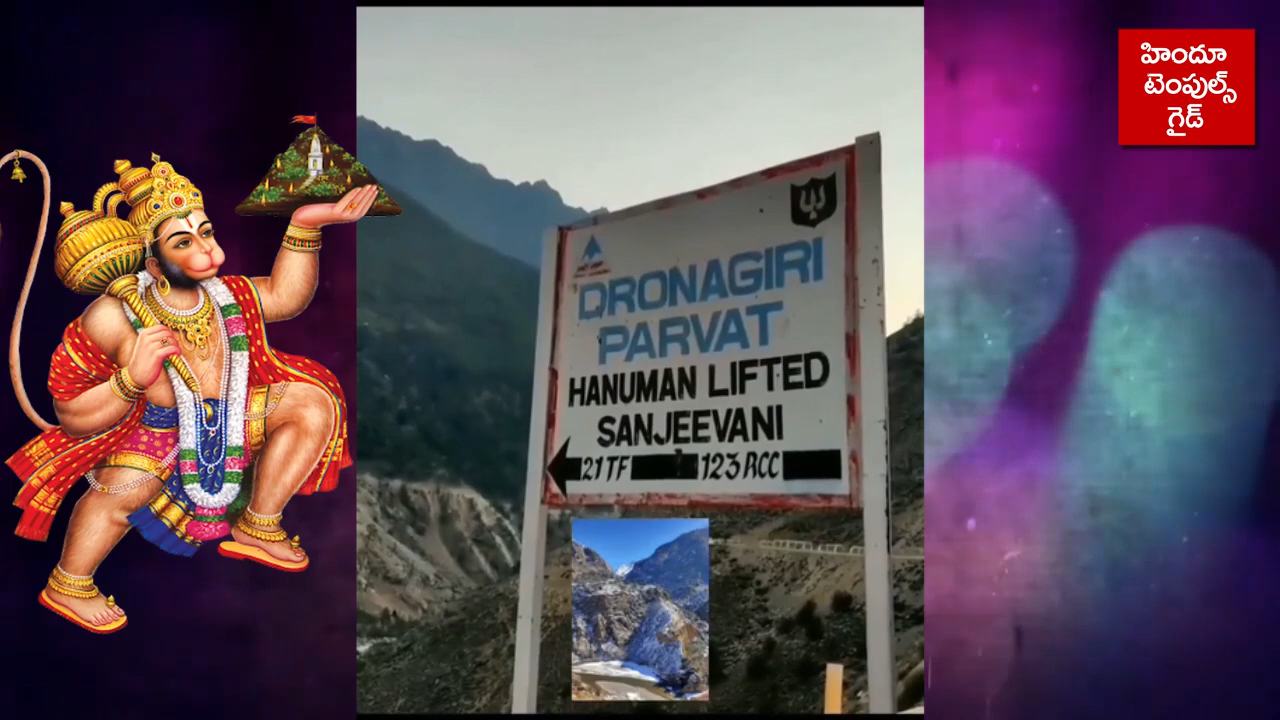 హిందూ
టెంపుల్స్
గైడ్
DRONAGIRI
PARVAT
HANUMAN LIFTED
SANJEEVANI
21 TF 123 RCC